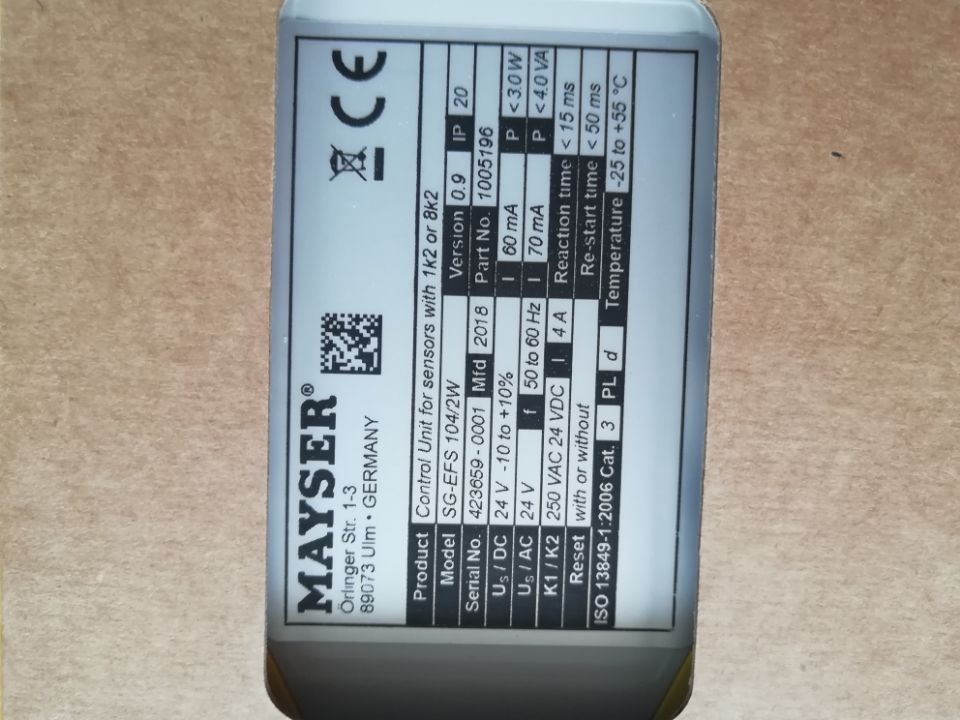 MAYSER®
Örlinger Str. 1-3
89073 Ulm • GERMANY
CE
Product Control Unit for sensors with 1k2 or 8k2
Model SG-EFS 104/2W Version 0.9 IP 20
Serial No. 423659-0001 Mfd 2018 Part No. 1005196
US / DC 24 V -10 to +10% I 60 mA P < 3.0 W
US / AC 24 V f 50 to 60 Hz I 70 mA P < 4.0 VA
K1 / K2 250 VAC 24 VDC I 4 A Reaction time < 15 ms
Reset with or without Re-start time < 50 ms
ISO 13849-1:2006 Cat. 3 PL d Temperature -25 to +55 °C